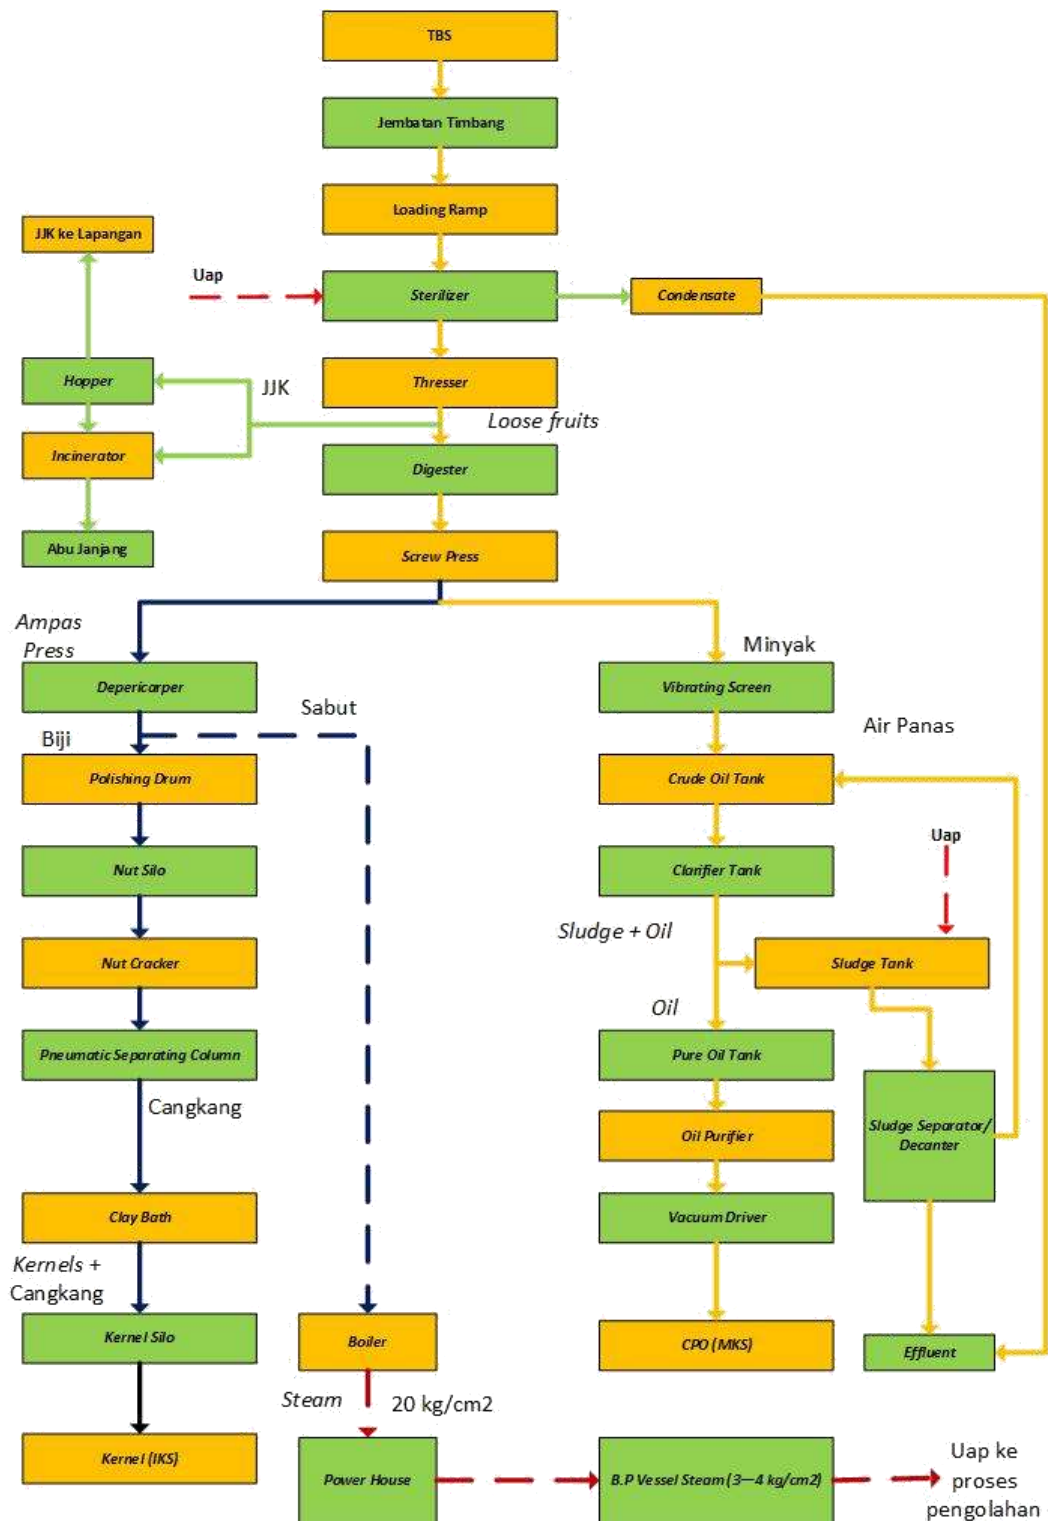 TBS
Jembatan Timbang
Loading Ramp
JJK ke Lapangan
Uap
Sterilizer
Condensate
Hopper
JJK
Thresser
Loose fruits
Incinerator
Digester
Abu Janjang
Screw Press
Ampas
Press
Minyak
Depericarper
Sabut
Vibrating Screen
Biji
Air Panas
Polishing Drum
Crude Oil Tank
Uap
Nut Silo
Clarifier Tank
Sludge + Oil
Nut Cracker
Sludge Tank
Oil
Pneumatic Separating Column
Pure Oil Tank
Cangkang
Oil Purifier
Sludge Separator/
Decanter
Clay Bath
Vacuum Driver
Kernels +
Cangkang
Kernel Silo
Boiler
CPO (MKS)
Effluent
Steam
20 kg/cm2
Kernel (IKS)
Power House
B.P Vessel Steam (3—4 kg/cm2)
Uap ke
proses
pengolahan